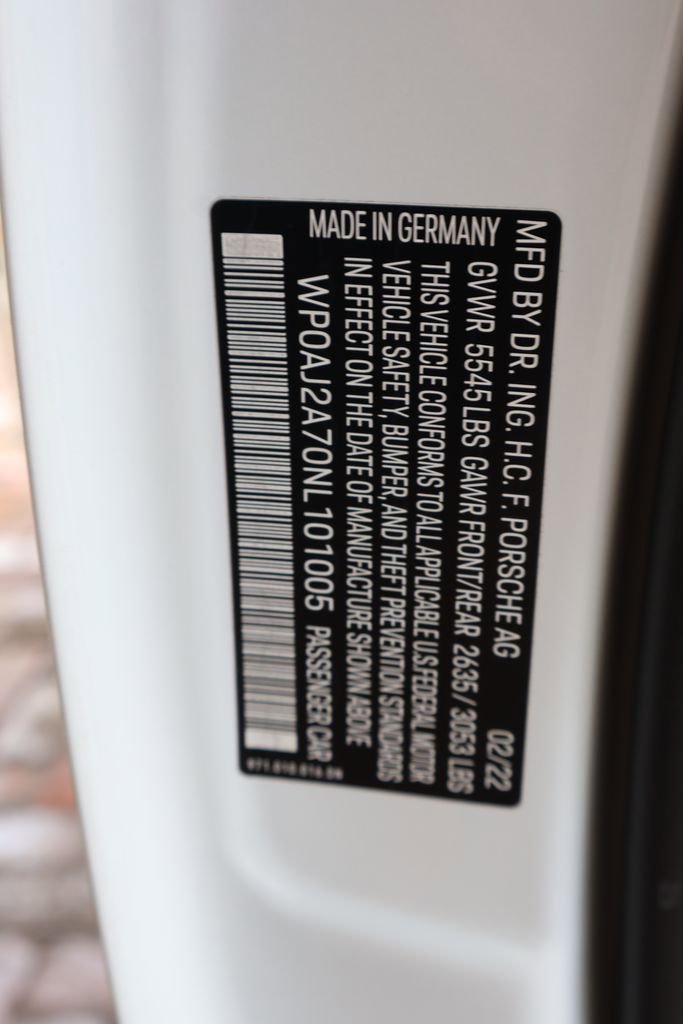 MADE IN GERMANY
MFD BY DR. ING. H.C. F. PORSCHE AG 02/22
GVWR 5545 LBS GAWR FRONT/REAR 2635 / 3053 LBS
THIS VEHICLE CONFORMS TO ALL APPLICABLE U.S. FEDERAL MOTOR
VEHICLE SAFETY, BUMPER, AND THEFT PREVENTION STANDARDS
IN EFFECT ON THE DATE OF MANUFACTURE SHOWN ABOVE
WP0AJ2A70NL101005 PASSENGER CAR